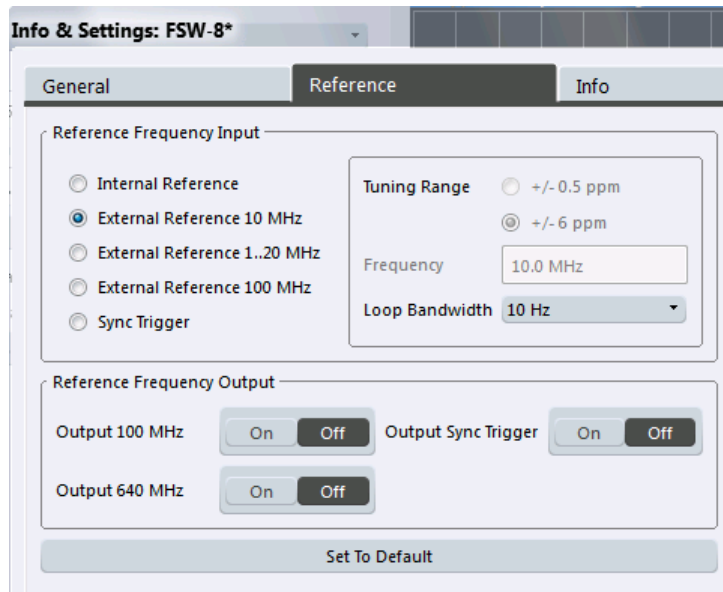 Info & Settings: FSW-8*
General
Reference
Info
Reference Frequency Input
Internal Reference
External Reference 10 MHz
External Reference 1..20 MHz
External Reference 100 MHz
Sync Trigger
Tuning Range
+/- 0.5 ppm
+/- 6 ppm
Frequency
10.0 MHz
Loop Bandwidth
10 Hz
Reference Frequency Output
Output 100 MHz
On
Off
Output Sync Trigger
On
Off
Output 640 MHz
On
Off
Set To Default